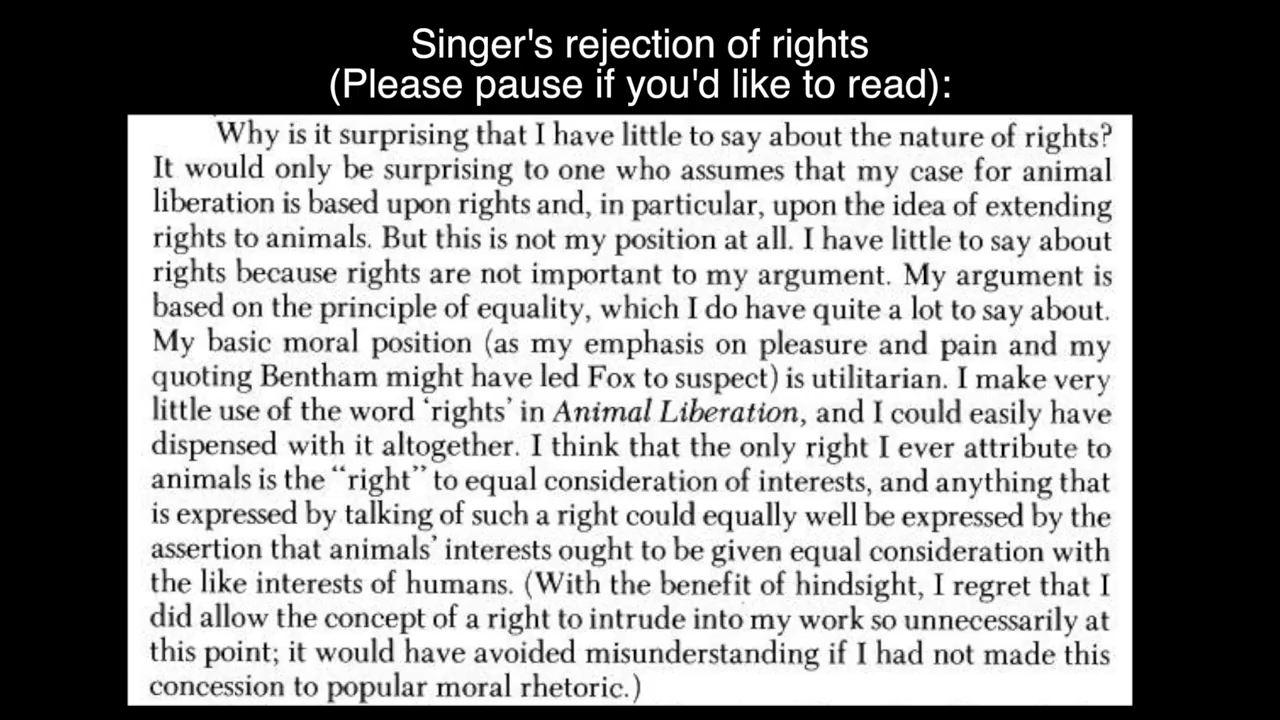 Singer's rejection of rights
(Please pause if you'd like to read):
Why is it surprising that I have little to say about the nature of rights?
It would only be surprising to one who assumes that my case for animal
liberation is based upon rights and, in particular, upon the idea of extending
rights to animals. But this is not my position at all. I have little to say about
rights because rights are not important to my argument. My argument is
based on the principle of equality, which I do have quite a lot to say about.
My basic moral position (as my emphasis on pleasure and pain and my
quoting Bentham might have led Fox to suspect) is utilitarian. I make very
little use of the word ‘rights’ in Animal Liberation, and I could easily have
dispensed with it altogether. I think that the only right I ever attribute to
animals is the “right” to equal consideration of interests, and anything that
is expressed by talking of such a right could equally well be expressed by the
assertion that animals’ interests ought to be given equal consideration with
the like interests of humans. (With the benefit of hindsight, I regret that I
did allow the concept of a right to intrude into my work so unnecessarily at
this point; it would have avoided misunderstanding if I had not made this
concession to popular moral rhetoric.)